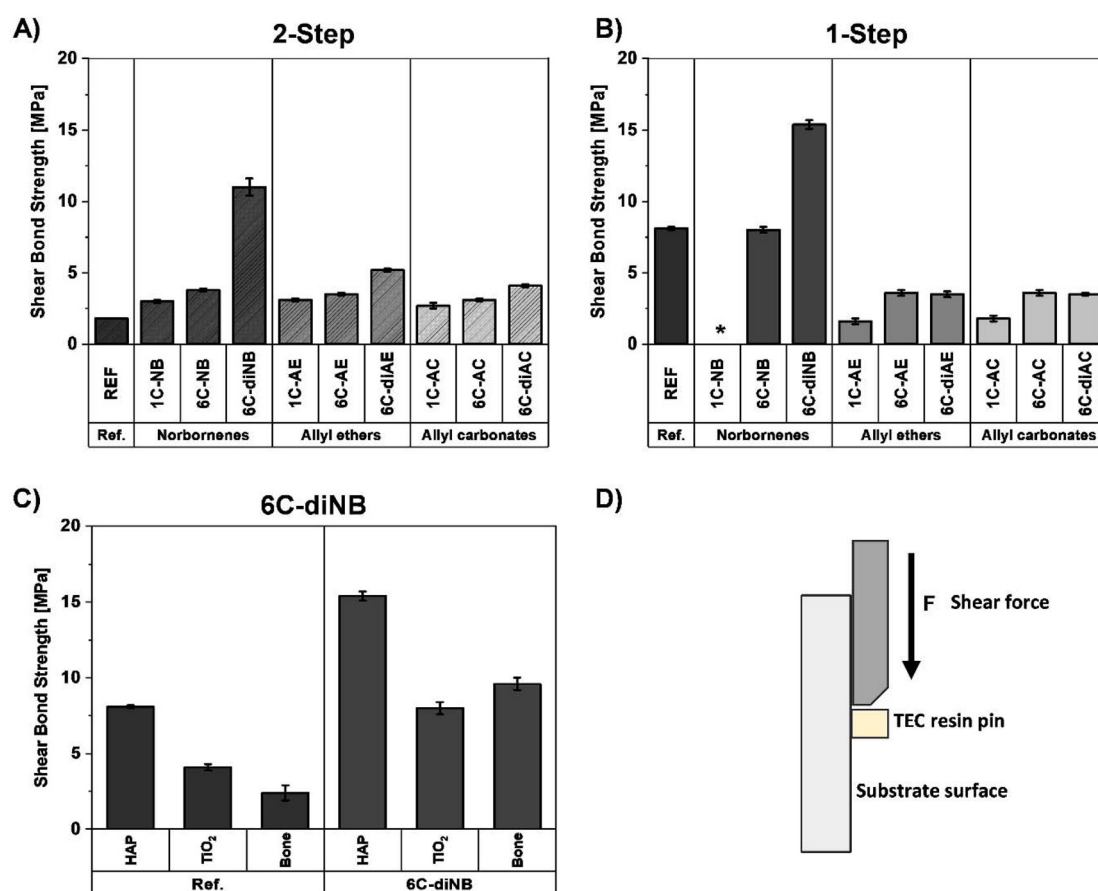 A)
2-Step
Shear Bond Strength [MPa]
20
15
10
5
0
REF
1C-NB
6C-NB
6C-diNB
1C-AE
6C-AE
6C-diAE
1C-AC
6C-AC
6C-diAC
Ref.
Norbornenes
Allyl ethers
Allyl carbonates
B)
1-Step
Shear Bond Strength [MPa]
20
15
10
5
0
*
REF
1C-NB
6C-NB
6C-diNB
1C-AE
6C-AE
6C-diAE
1C-AC
6C-AC
6C-diAC
Ref.
Norbornenes
Allyl ethers
Allyl carbonates
C)
6C-diNB
Shear Bond Strength [MPa]
20
15
10
5
0
HAP
TiO₂
Bone
HAP
TiO₂
Bone
Ref.
6C-diNB
D)
F Shear force
TEC resin pin
Substrate surface